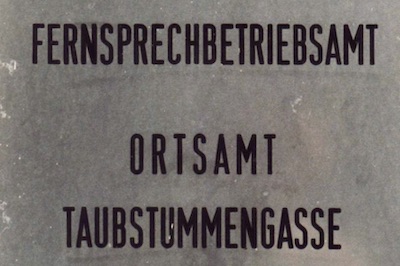 FERNSPRECHBETRIEBSAMT
ORTSAMT
TAUBSTUMMENGASSE